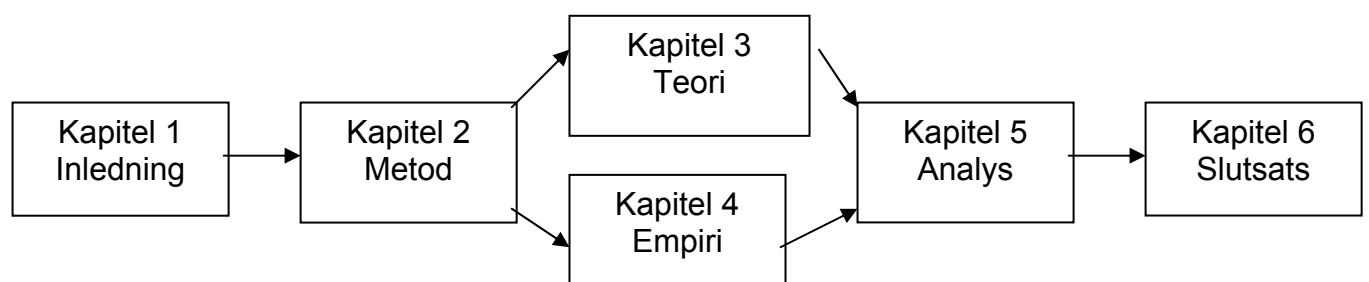 Kapitel 1
Inledning
Kapitel 2
Metod
Kapitel 3
Teori
Kapitel 4
Empiri
Kapitel 5
Analys
Kapitel 6
Slutsats